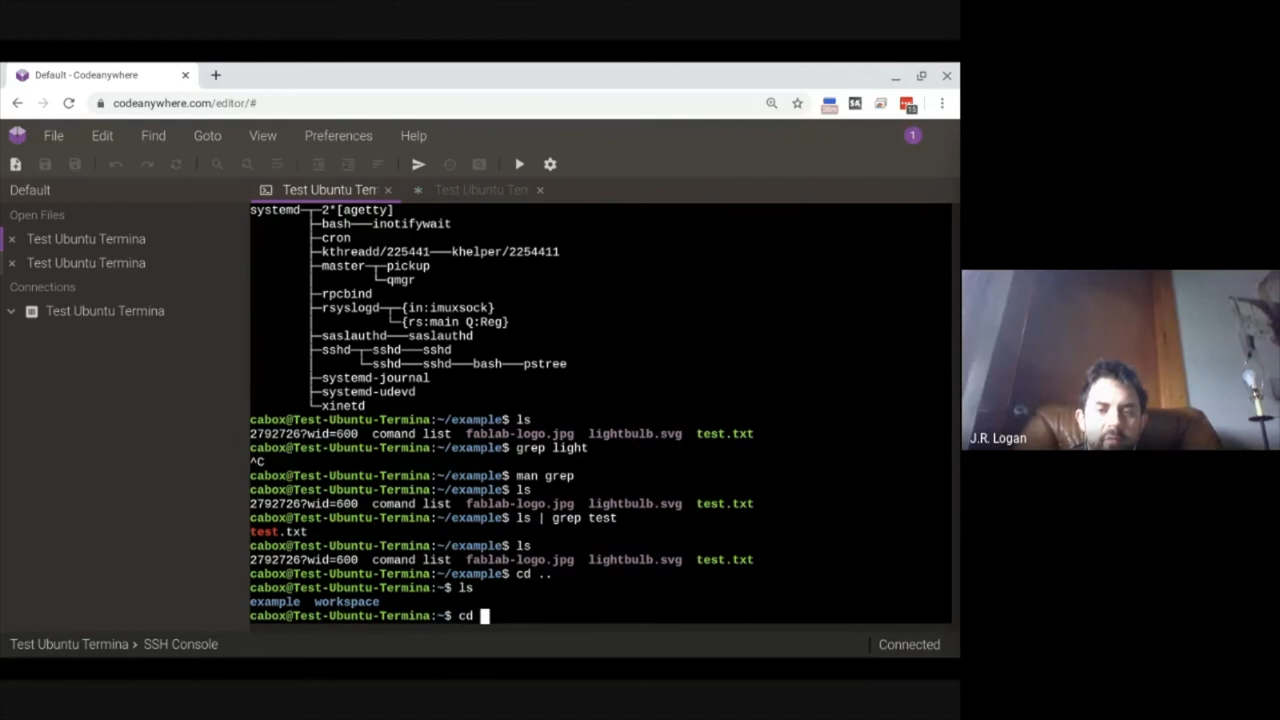 Default - Codeanywhere
codeanywhere.com/editor/#
File Edit Find Goto View Preferences Help 1
Default
Test Ubuntu Ter
Test Ubuntu Ter
Open Files
Test Ubuntu Termina
Test Ubuntu Termina
Connections
Test Ubuntu Termina
systemd─┬─2*[agetty]
├─bash───inotifywait
├─cron
├─kthreadd/225441───khelper/2254411
├─master─┬─pickup
└─qmgr
├─rpcbind
├─rsyslogd─┬─{in:imuxsock}
└─{rs:main Q:Reg}
├─saslauthd───saslauthd
├─sshd─┬─sshd───sshd
└─sshd───sshd───bash───pstree
├─systemd-journal
├─systemd-udevd
└─xinetd
cabox@Test-Ubuntu-Termina:~/example$ ls
2792726?wid=600 comand list fablab-logo.jpg lightbulb.svg test.txt
cabox@Test-Ubuntu-Termina:~/example$ grep light
^C
cabox@Test-Ubuntu-Termina:~/example$ man grep
cabox@Test-Ubuntu-Termina:~/example$ ls
2792726?wid=600 comand list fablab-logo.jpg lightbulb.svg test.txt
cabox@Test-Ubuntu-Termina:~/example$ ls | grep test
test.txt
cabox@Test-Ubuntu-Termina:~/example$ ls
2792726?wid=600 comand list fablab-logo.jpg lightbulb.svg test.txt
cabox@Test-Ubuntu-Termina:~/example$ cd ..
cabox@Test-Ubuntu-Termina:~$ ls
example workspace
cabox@Test-Ubuntu-Termina:~$ cd
Test Ubuntu Termina › SSH Console
Connected
J.R. Logan